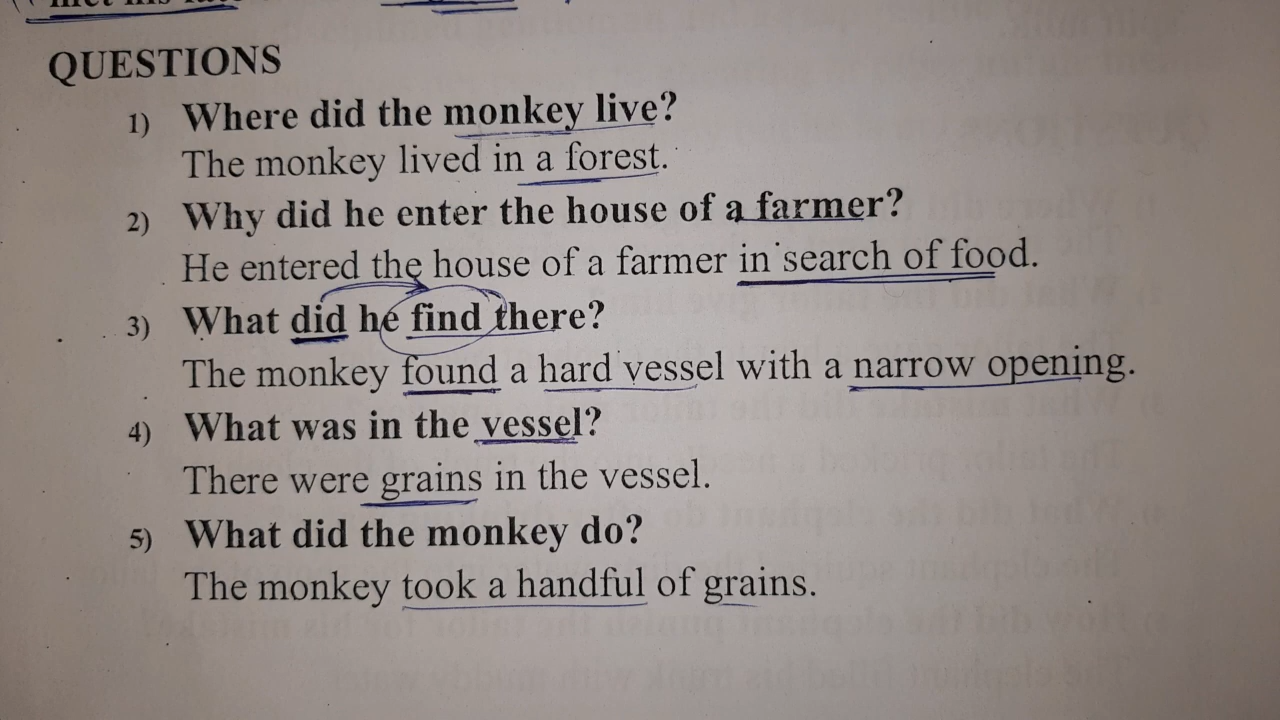 QUESTIONS
1) Where did the monkey live?
The monkey lived in a forest.
2) Why did he enter the house of a farmer?
He entered the house of a farmer in search of food.
3) What did he find there?
The monkey found a hard vessel with a narrow opening.
4) What was in the vessel?
There were grains in the vessel.
5) What did the monkey do?
The monkey took a handful of grains.